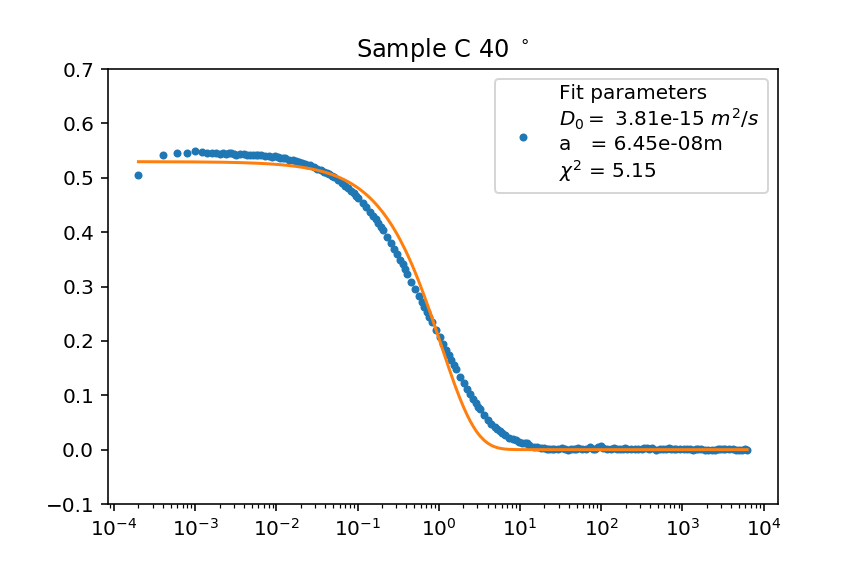 Sample C 40 °
0.7
0.6
0.5
0.4
0.3
0.2
0.1
0.0
−0.1
Fit parameters
D₀ = 3.81e-15 m²/s
a = 6.45e-08m
χ² = 5.15
10⁻⁴ 10⁻³ 10⁻² 10⁻¹ 10⁰ 10¹ 10² 10³ 10⁴